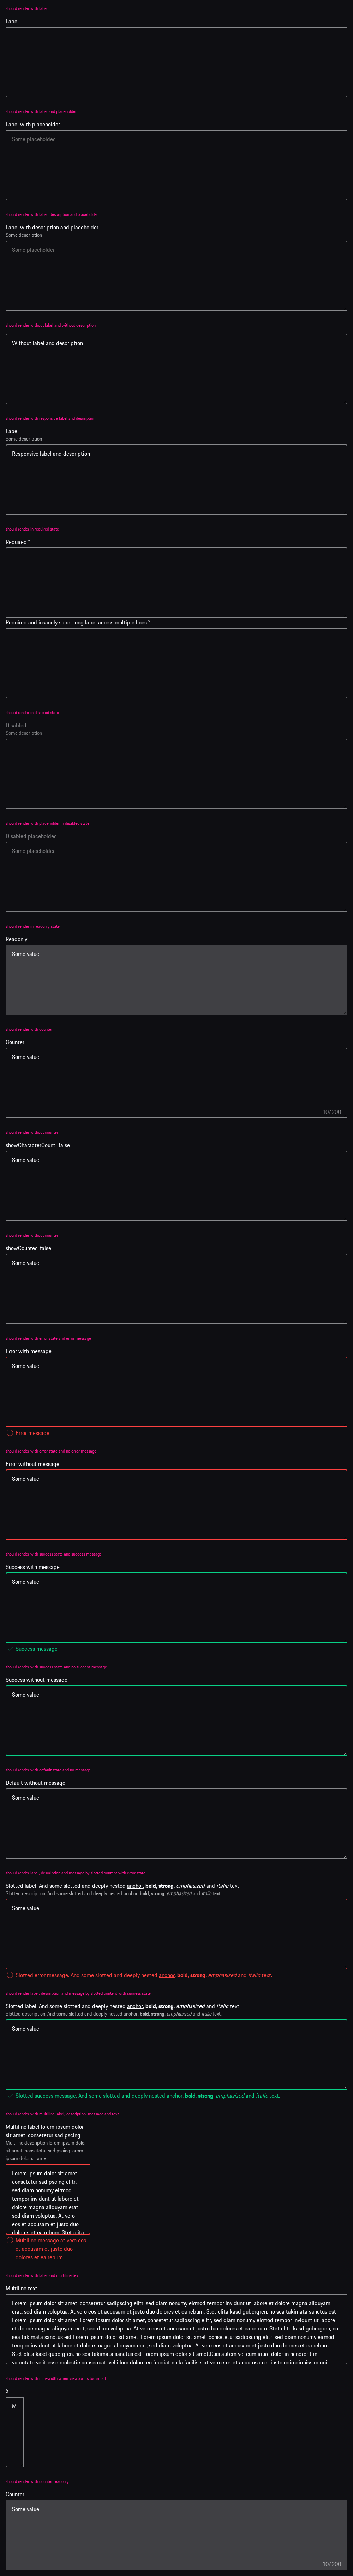 should render with label
Label
should render with label and placeholder
Label with placeholder
Some placeholder
should render with label, description and placeholder
Label with description and placeholder
Some description
Some placeholder
should render without label and without description
Without label and description
should render with responsive label and description
Label
Some description
Responsive label and description
should render in required state
Required *
Required and insanely super long label across multiple lines *
should render in disabled state
Disabled
Some description
should render with placeholder in disabled state
Disabled placeholder
Some placeholder
should render in readonly state
Readonly
Some value
should render with counter
Counter
Some value
10/200
should render without counter
showCharacterCount=false
Some value
should render without counter
showCounter=false
Some value
should render with error state and error message
Error with message
Some value
Error message
should render with error state and no error message
Error without message
Some value
should render with success state and success message
Success with message
Some value
Success message
should render with success state and no success message
Success without message
Some value
should render with default state and no message
Default without message
Some value
should render label, description and message by slotted content with error state
Slotted label. And some slotted and deeply nested anchor, bold, strong, emphasized and italic text.
Slotted description. And some slotted and deeply nested anchor, bold, strong, emphasized and italic text.
Some value
Slotted error message. And some slotted and deeply nested anchor, bold, strong, emphasized and italic text.
should render label, description and message by slotted content with success state
Slotted label. And some slotted and deeply nested anchor, bold, strong, emphasized and italic text.
Slotted description. And some slotted and deeply nested anchor, bold, strong, emphasized and italic text.
Some value
Slotted success message. And some slotted and deeply nested anchor, bold, strong, emphasized and italic text.
should render with multiline label, description, message and text
Multiline label lorem ipsum dolor
sit amet, consetetur sadipscing
Multiline description lorem ipsum dolor
sit amet, consetetur sadipscing lorem
ipsum dolor sit amet
Lorem ipsum dolor sit amet,
consetetur sadipscing elitr,
sed diam nonumy eirmod
tempor invidunt ut labore et
dolore magna aliquyam erat,
sed diam voluptua. At vero
eos et accusam et justo duo
dolores et ea rebum. Stet clita
Multiline message at vero eos
et accusam et justo duo
dolores et ea rebum.
should render with label and multiline text
Multiline text
Lorem ipsum dolor sit amet, consetetur sadipscing elitr, sed diam nonumy eirmod tempor invidunt ut labore et dolore magna aliquyam
erat, sed diam voluptua. At vero eos et accusam et justo duo dolores et ea rebum. Stet clita kasd gubergren, no sea takimata sanctus est
Lorem ipsum dolor sit amet. Lorem ipsum dolor sit amet, consetetur sadipscing elitr, sed diam nonumy eirmod tempor invidunt ut labore
et dolore magna aliquyam erat, sed diam voluptua. At vero eos et accusam et justo duo dolores et ea rebum. Stet clita kasd gubergren, no
sea takimata sanctus est Lorem ipsum dolor sit amet. Lorem ipsum dolor sit amet, consetetur sadipscing elitr, sed diam nonumy eirmod
tempor invidunt ut labore et dolore magna aliquyam erat, sed diam voluptua. At vero eos et accusam et justo duo dolores et ea rebum.
Stet clita kasd gubergren, no sea takimata sanctus est Lorem ipsum dolor sit amet.Duis autem vel eum iriure dolor in hendrerit in
vulputate velit esse molestie consequat, vel illum dolore eu feugiat nulla facilisis at vero eros et accumsan et iusto odio dignissim qui
should render with min-width when viewport is too small
X
M
should render with counter readonly
Counter
Some value
10/200